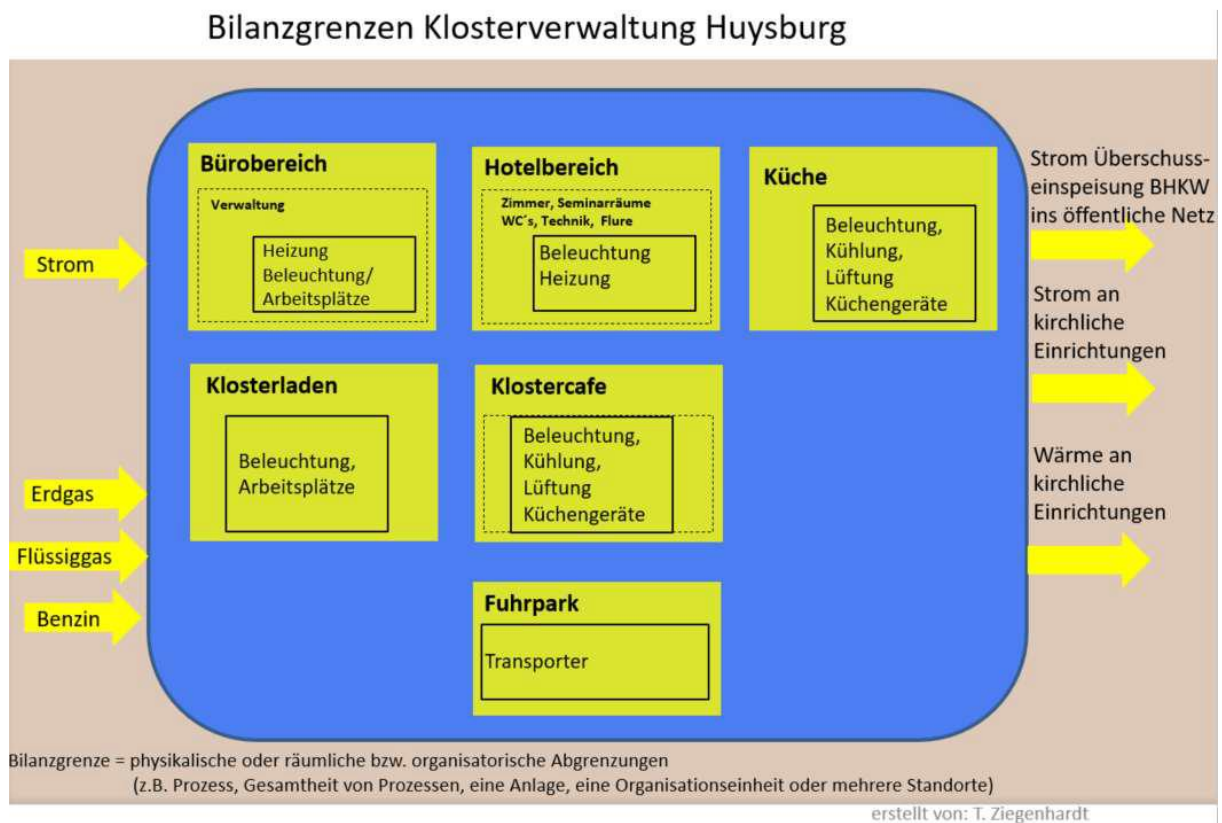 Bilanzgrenzen Klosterverwaltung Huysburg
Strom
Erdgas
Flüssiggas
Benzin
Bürobereich
Verwaltung
Heizung
Beleuchtung/
Arbeitsplätze
Hotelbereich
Zimmer, Seminarräume
WC´s, Technik, Flure
Beleuchtung
Heizung
Küche
Beleuchtung,
Kühlung,
Lüftung
Küchengeräte
Klosterladen
Beleuchtung,
Arbeitsplätze
Klostercafe
Beleuchtung,
Kühlung,
Lüftung
Küchengeräte
Fuhrpark
Transporter
Strom Überschuss-
einspeisung BHKW
ins öffentliche Netz
Strom an
kirchliche
Einrichtungen
Wärme an
kirchliche
Einrichtungen
Bilanzgrenze = physikalische oder räumliche bzw. organisatorische Abgrenzungen
(z.B. Prozess, Gesamtheit von Prozessen, eine Anlage, eine Organisationseinheit oder mehrere Standorte)
erstellt von: T. Ziegenhardt